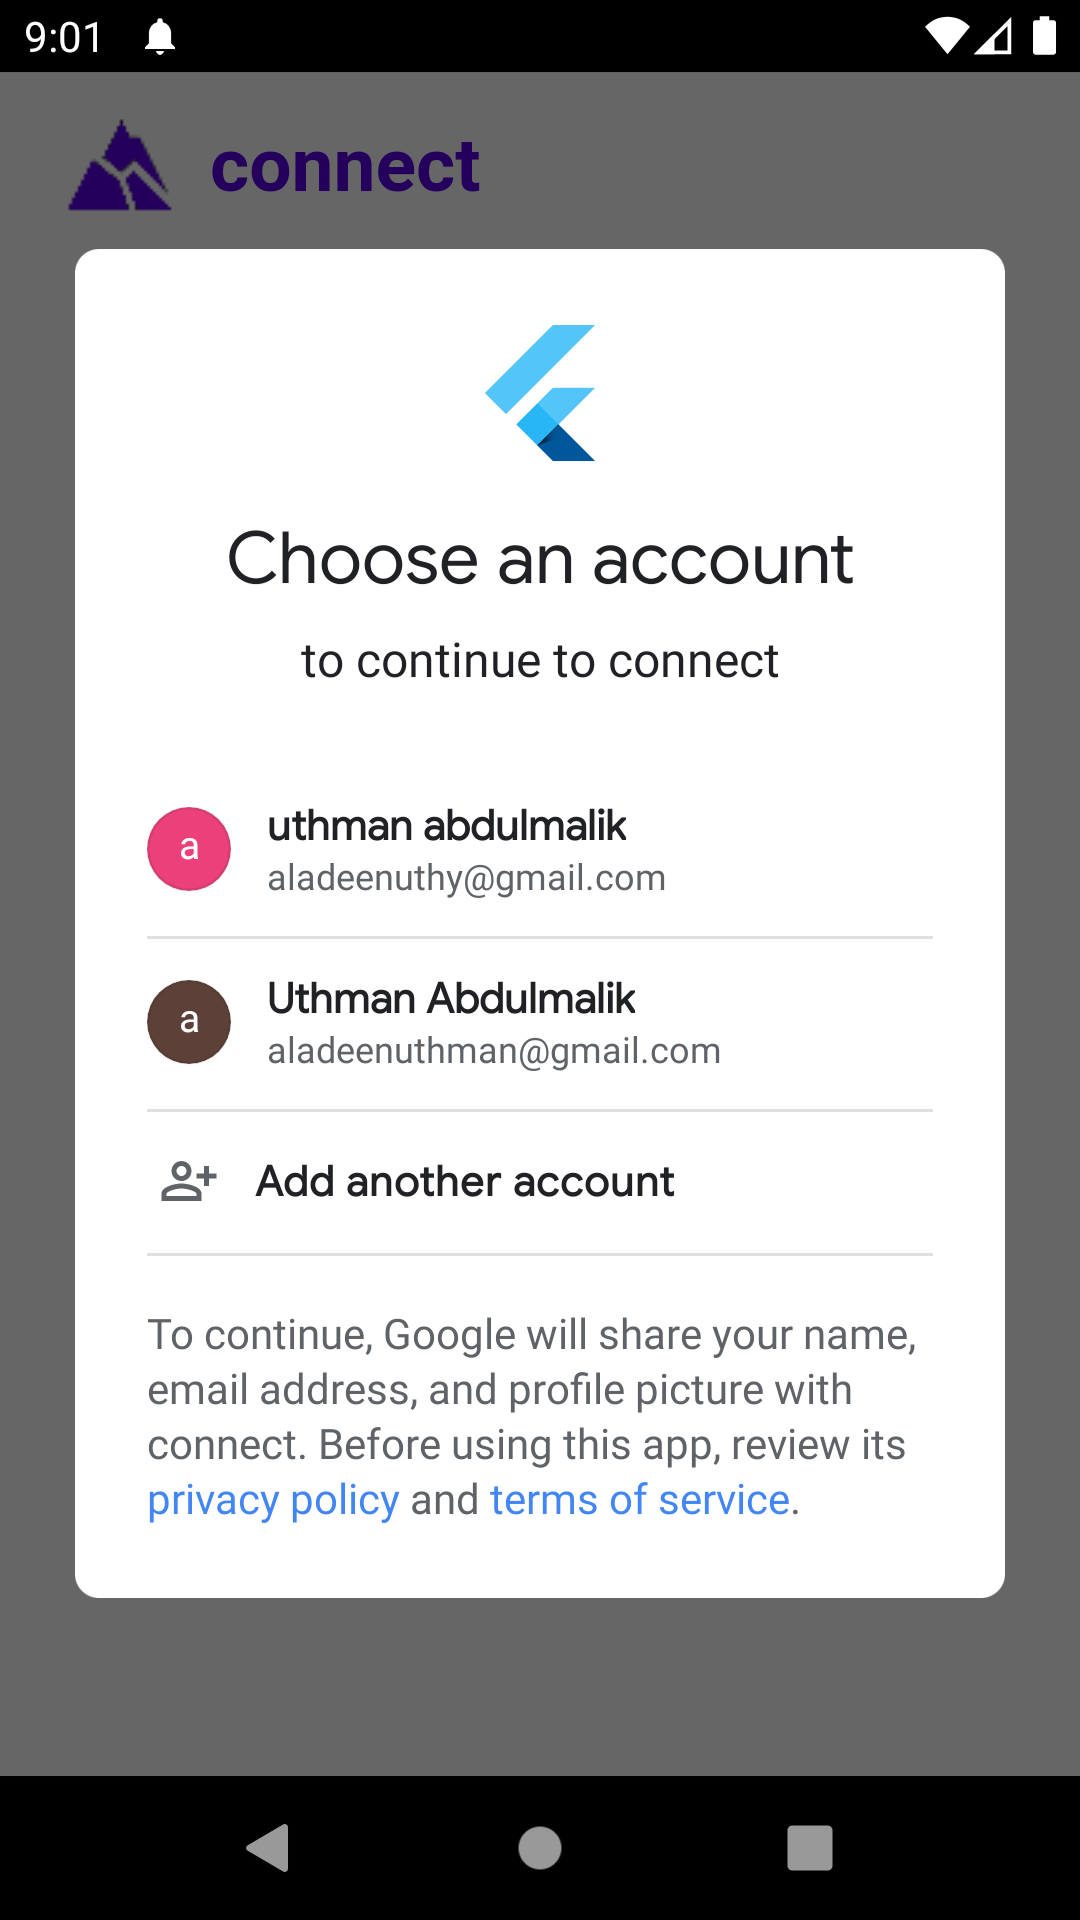 9:01
connect
Choose an account
to continue to connect
a
uthman abdulmalik
aladeenuthy@gmail.com
a
Uthman Abdulmalik
aladeenuthman@gmail.com
Add another account
To continue, Google will share your name,
email address, and profile picture with
connect. Before using this app, review its
privacy policy and terms of service.